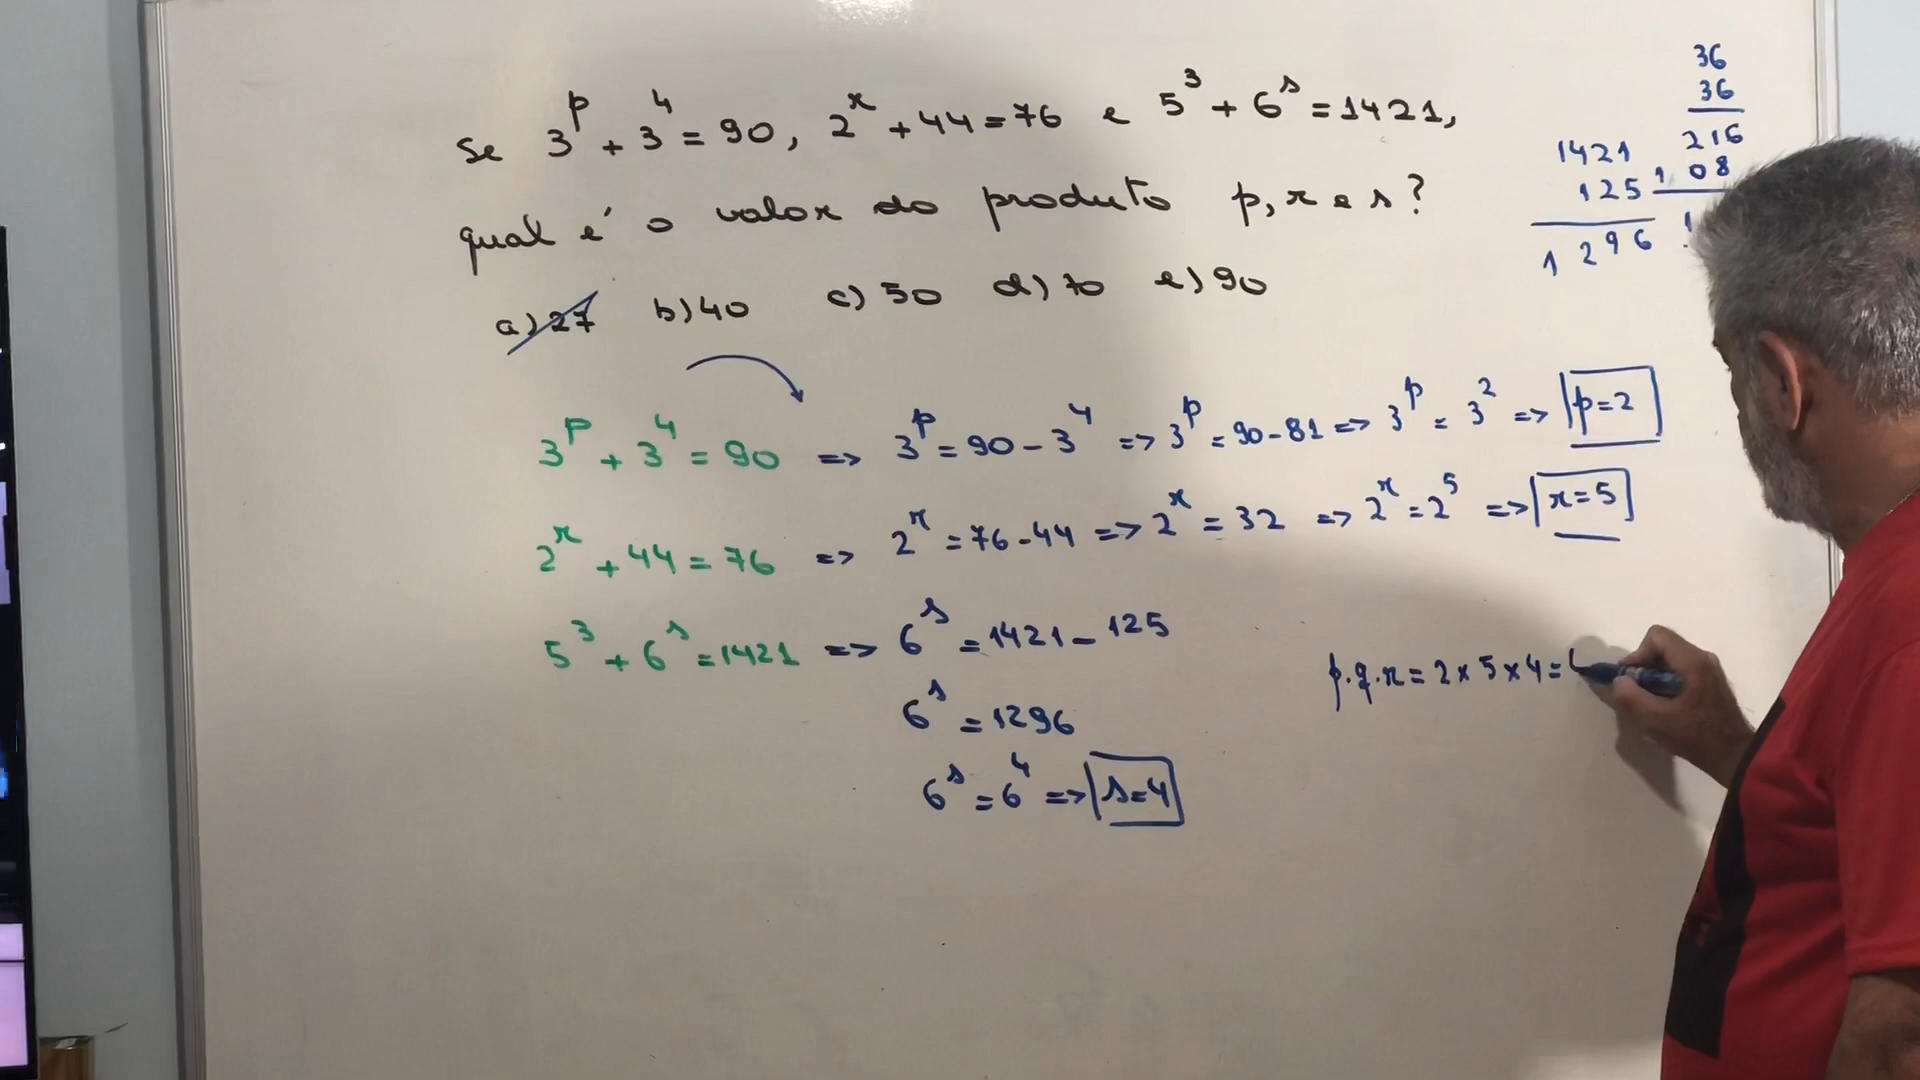 Se 3^p + 3^4 = 90, 2^r + 44 = 76 e 5^3 + 6^s = 1421,
qual é o valor do produto p, r e s?
a) 27 b) 40 c) 50 d) 70 e) 90
36
36
216
108
1
1421
125
1296
3^p + 3^4 = 90 => 3^p = 90 - 3^4 => 3^p = 90 - 81 => 3^p = 3^2 => p = 2
2^r + 44 = 76 => 2^r = 76 - 44 => 2^r = 32 => 2^r = 2^5 => r = 5
5^3 + 6^s = 1421 => 6^s = 1421 - 125
6^s = 1296
6^s = 6^4 => s = 4
p.q.r = 2 x 5 x 4 =